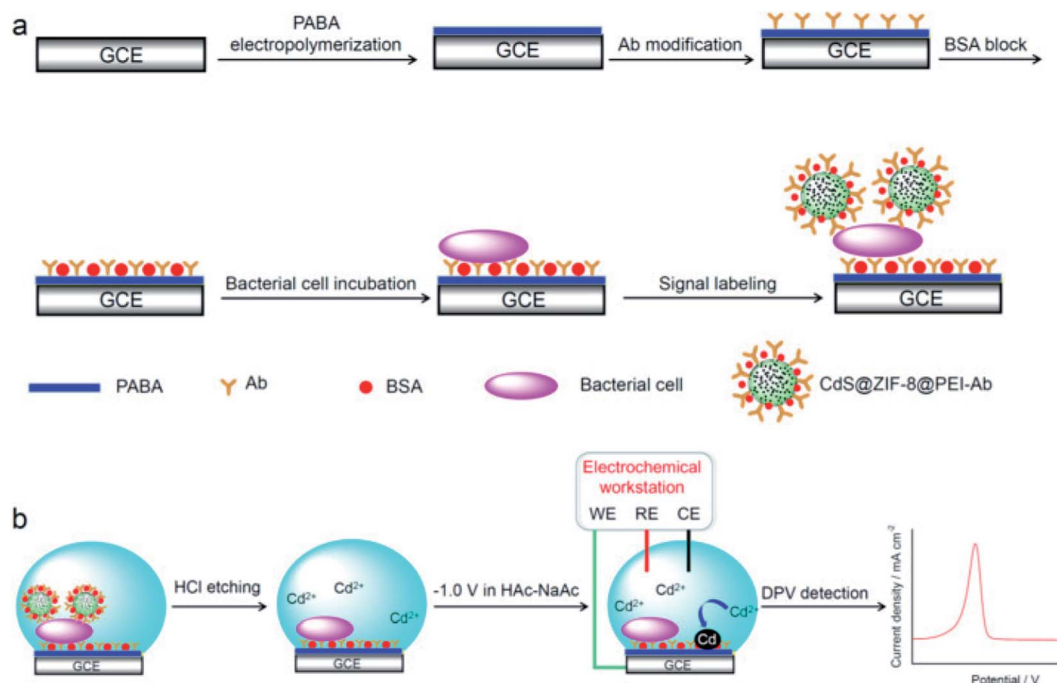 a
PABA
electropolymerization
Ab modification
BSA block
GCE
GCE
GCE
Bacterial cell incubation
Signal labeling
GCE
GCE
GCE
PABA
Ab
BSA
Bacterial cell
CdS@ZIF-8@PEI-Ab
b
Electrochemical
workstation
WE RE CE
HCl etching
-1.0 V in HAc-NaAc
DPV detection
Cd²⁺
Cd²⁺
Cd²⁺
Cd²⁺
Cd²⁺
Cd²⁺
Cd
GCE
GCE
GCE
Current density / mA cm⁻²
Potential / V